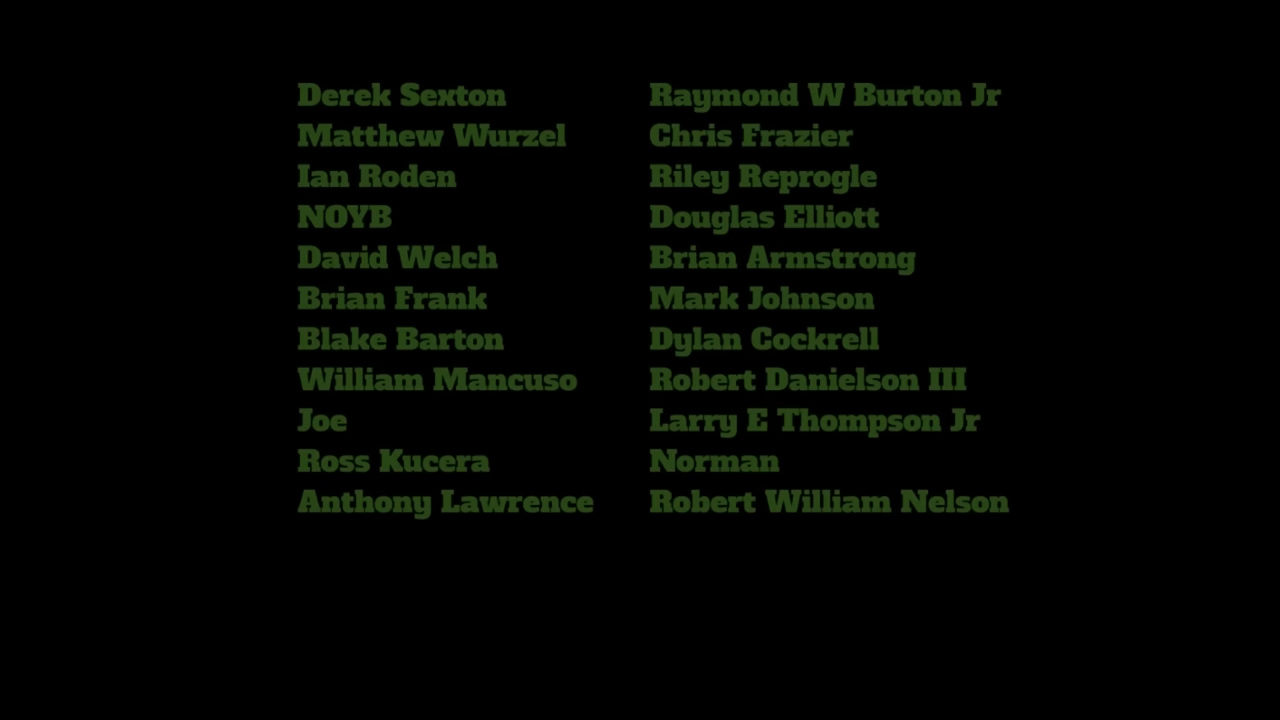 Derek Sexton
Matthew Wurzel
Ian Roden
NOYB
David Welch
Brian Frank
Blake Barton
William Mancuso
Joe
Ross Kucera
Anthony Lawrence
Raymond W Burton Jr
Chris Frazier
Riley Reprogle
Douglas Elliott
Brian Armstrong
Mark Johnson
Dylan Cockrell
Robert Danielson III
Larry E Thompson Jr
Norman
Robert William Nelson